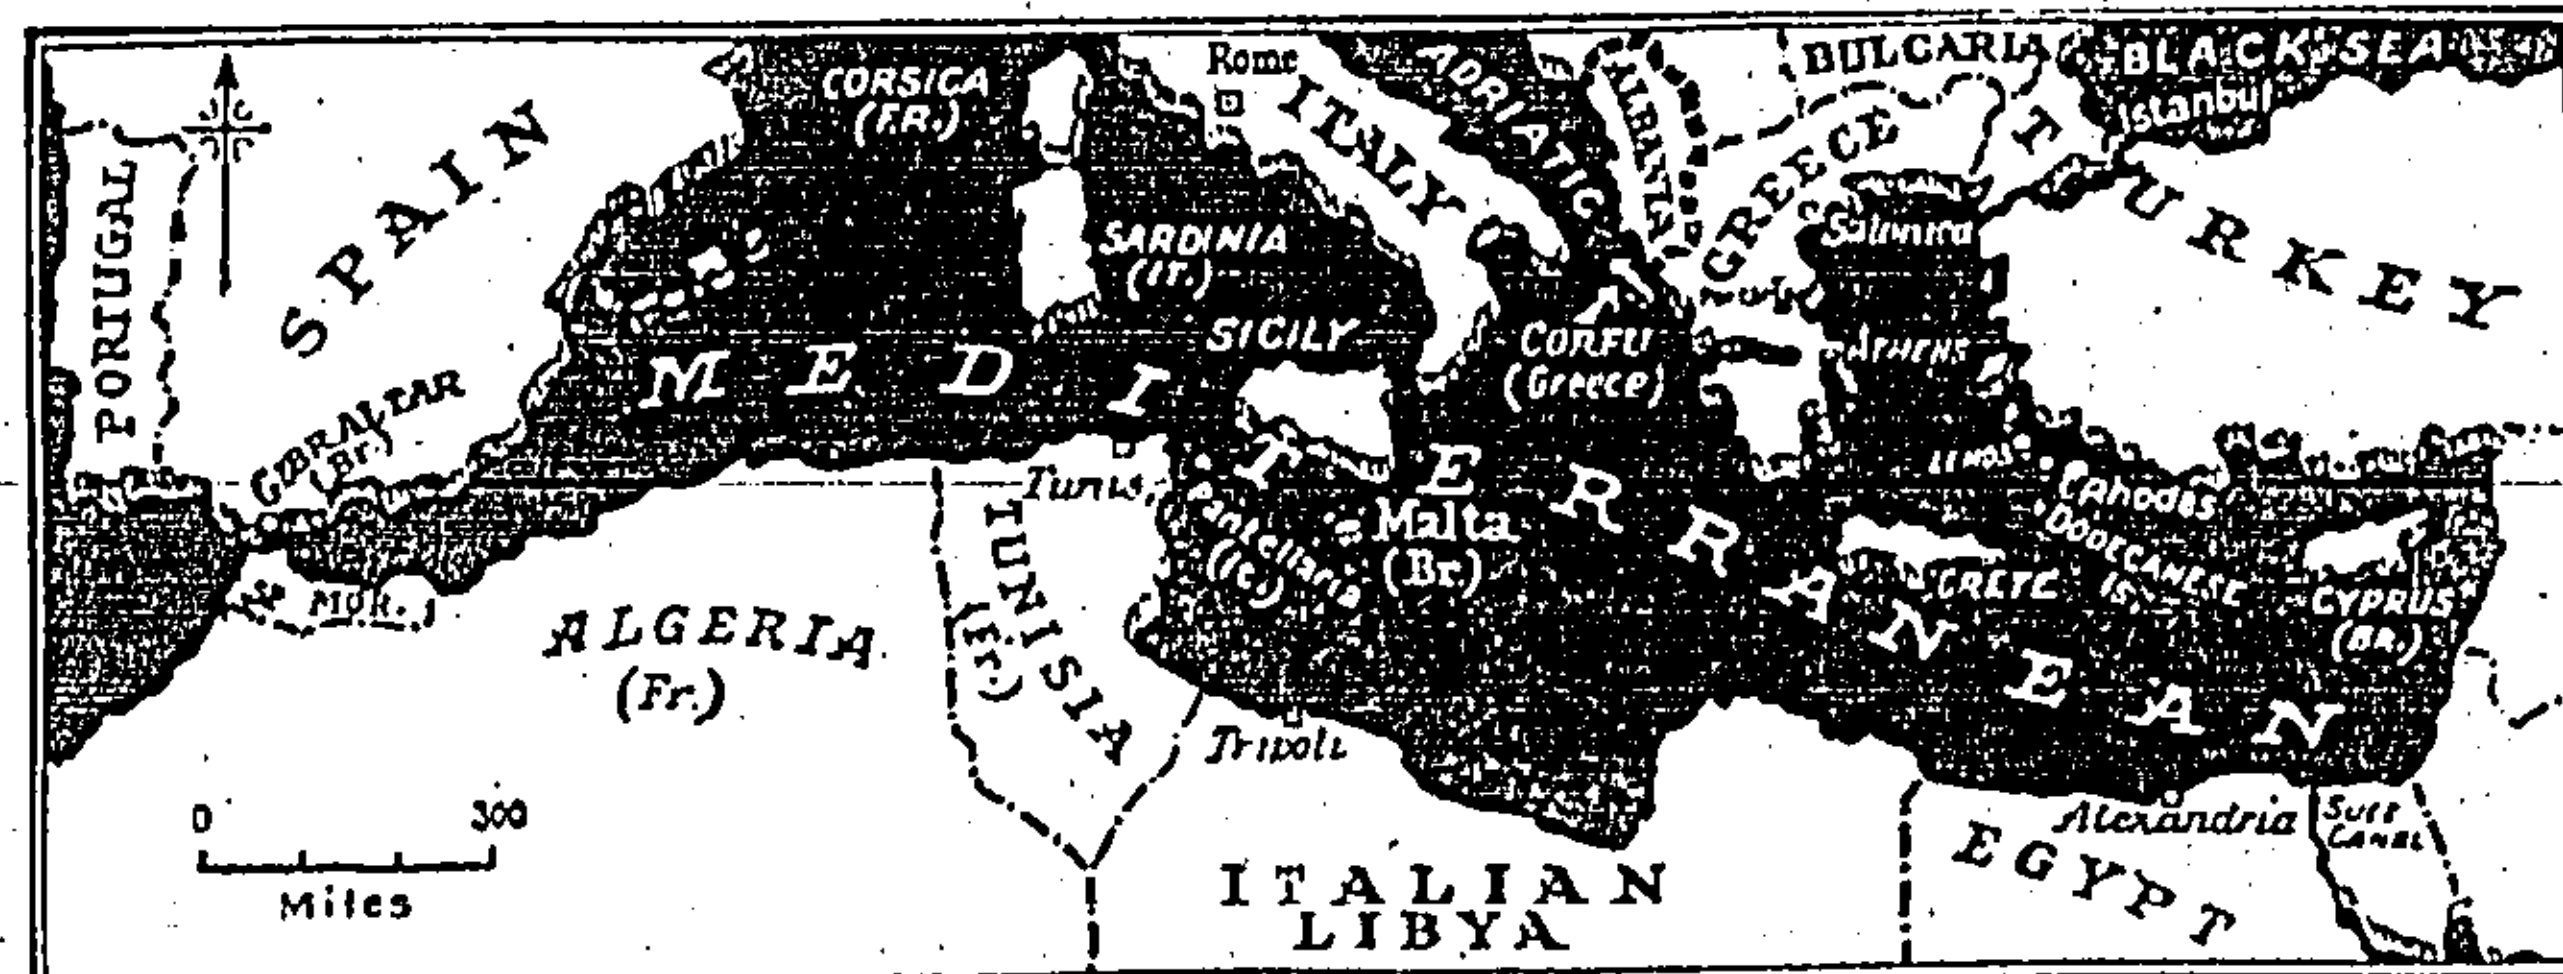 Rome
BULGARIA
BLACK SEA
CORSICA
(FR.)
ADRIATIC
Istanbul
ITALY
ALBANIA
SPAIN
PORTUGAL
GREECE
TURKEY
SARDINIA
(IT.)
Salonica
SICILY
CORFU
(Greece)
ATHENS
MEDITERRANEAN
GIBRALTAR
(Br.)
Tunis
Pantellaria
(It.)
Malta
(Br.)
DODECANESE
IS.
CRETE
CYPRUS
(BR.)
MOR.
ALGERIA
(Fr.)
TUNISIA
(Fr.)
Tripoli
0 300
Miles
Alexandria
SUEZ
CANAL
EGYPT
ITALIAN
LIBYA